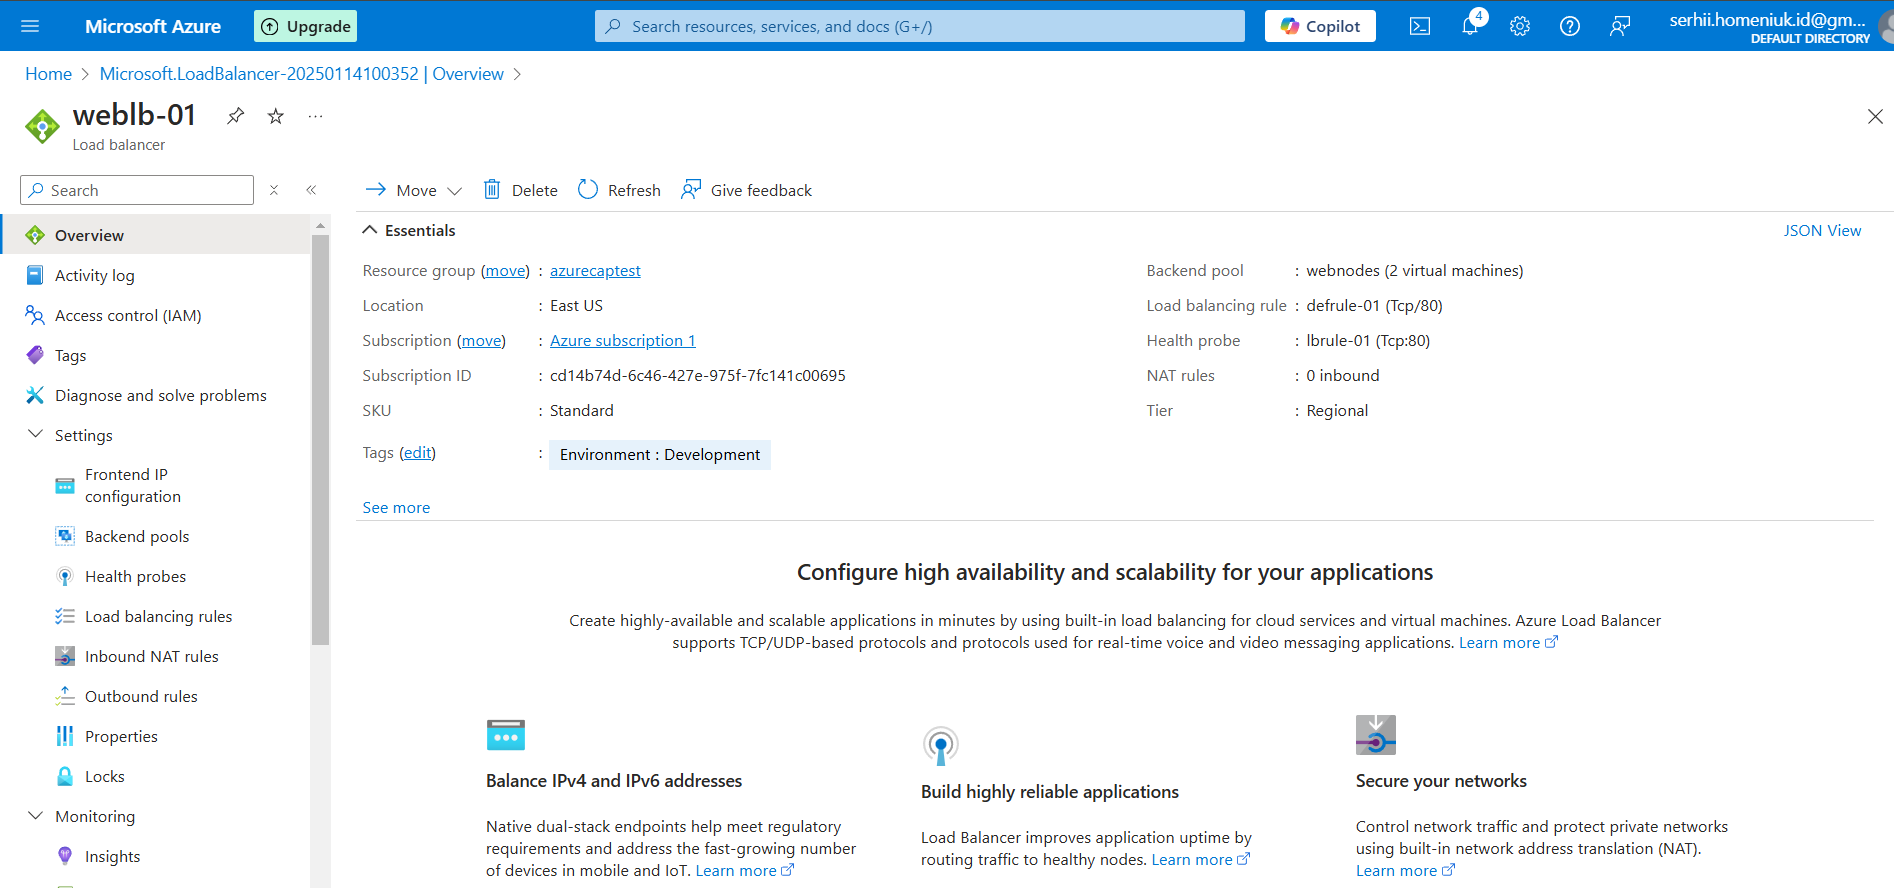 Microsoft Azure
Upgrade
Search resources, services, and docs (G+/)
Copilot
4
serhii.homeniuk.id@gm...
DEFAULT DIRECTORY
Home > Microsoft.LoadBalancer-20250114100352 | Overview >
weblb-01
...
Load balancer
Search
Move
Delete
Refresh
Give feedback
Overview
Activity log
Access control (IAM)
Tags
Diagnose and solve problems
Settings
Frontend IP
configuration
Backend pools
Health probes
Load balancing rules
Inbound NAT rules
Outbound rules
Properties
Locks
Monitoring
Insights
Essentials
JSON View
Resource group (move) : azurecaptest
Location : East US
Subscription (move) : Azure subscription 1
Subscription ID : cd14b74d-6c46-427e-975f-7fc141c00695
SKU : Standard
Tags (edit) : Environment : Development
See more
Backend pool : webnodes (2 virtual machines)
Load balancing rule : defrule-01 (Tcp/80)
Health probe : lbrule-01 (Tcp:80)
NAT rules : 0 inbound
Tier : Regional
Configure high availability and scalability for your applications
Create highly-available and scalable applications in minutes by using built-in load balancing for cloud services and virtual machines. Azure Load Balancer
supports TCP/UDP-based protocols and protocols used for real-time voice and video messaging applications. Learn more
Balance IPv4 and IPv6 addresses
Native dual-stack endpoints help meet regulatory
requirements and address the fast-growing number
of devices in mobile and IoT. Learn more
Build highly reliable applications
Load Balancer improves application uptime by
routing traffic to healthy nodes. Learn more
Secure your networks
Control network traffic and protect private networks
using built-in network address translation (NAT).
Learn more